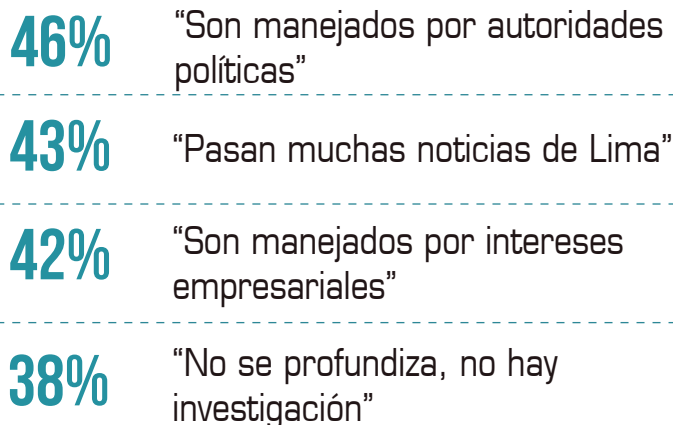 46% “Son manejados por autoridades
políticas”
43% “Pasan muchas noticias de Lima”
42% “Son manejados por intereses
empresariales”
38% “No se profundiza, no hay
investigación”